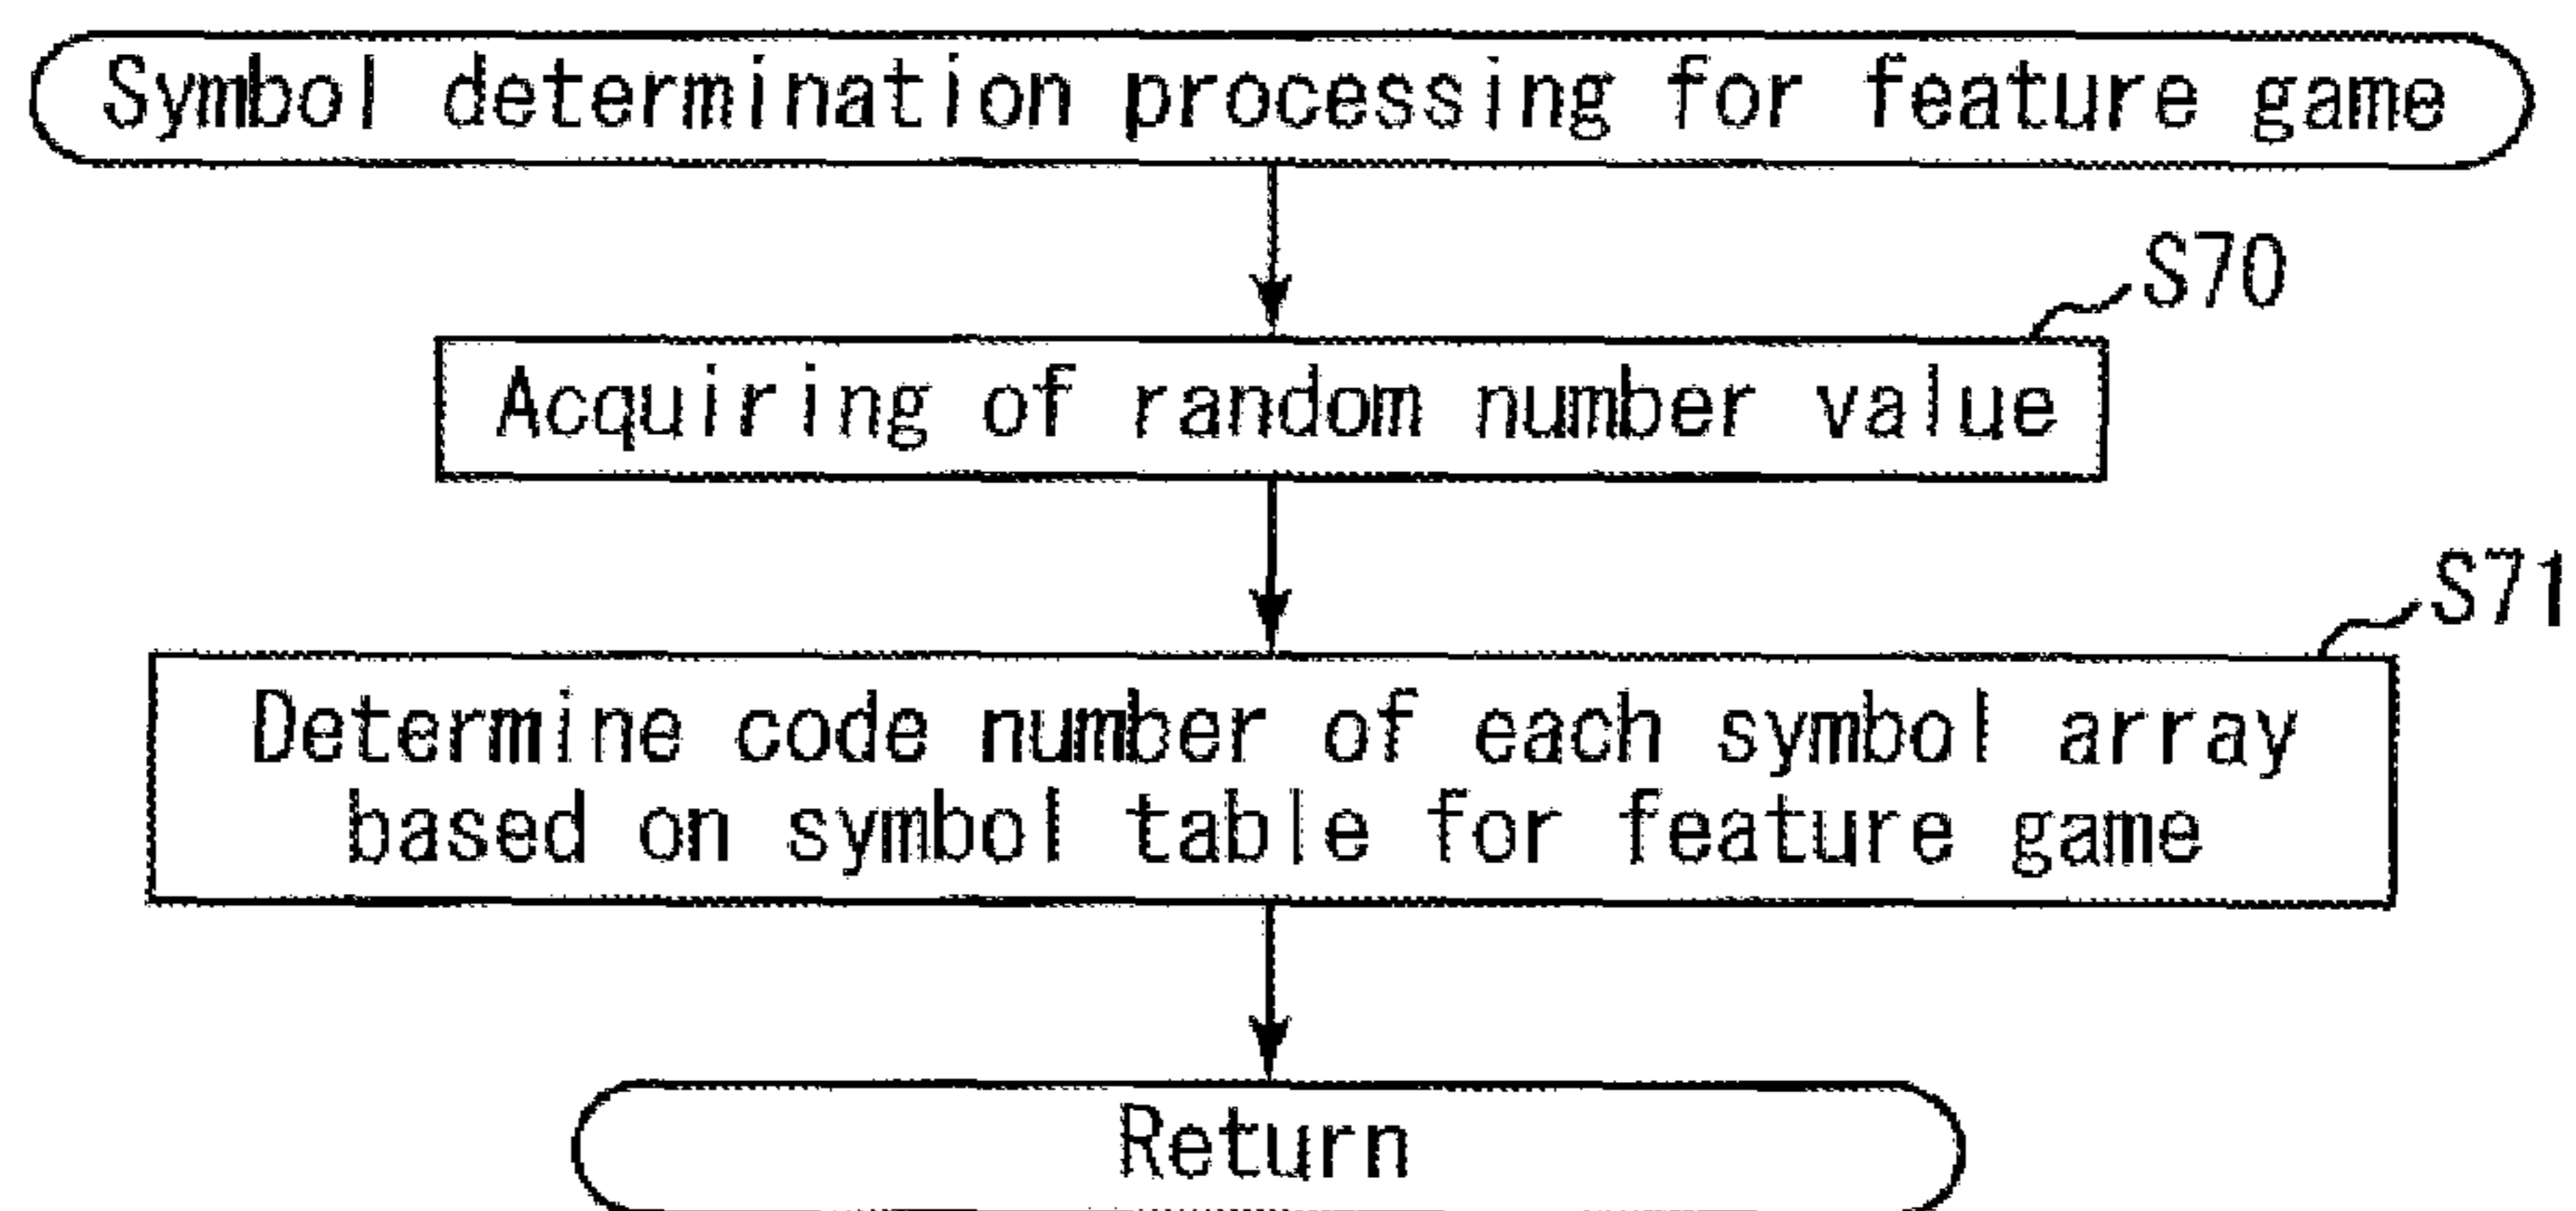 Symbol determination processing for feature game
S70
Acquiring of random number value
S71
Determine code number of each symbol array
based on symbol table for feature game
Return